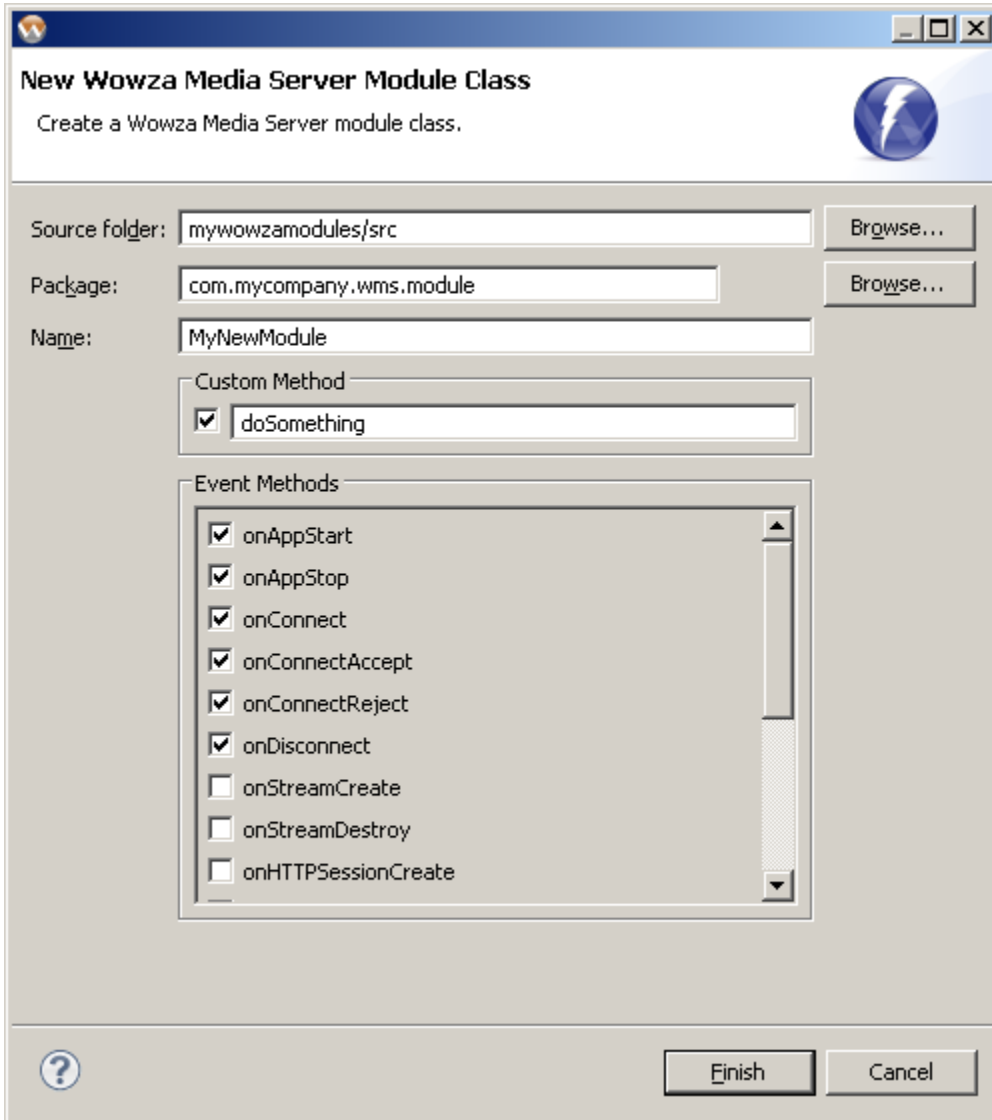 New Wowza Media Server Module Class
Create a Wowza Media Server module class.
Source folder: mywowzamodules/src Browse...
Package: com.mycompany.wms.module Browse...
Name: MyNewModule
Custom Method
doSomething
Event Methods
onAppStart
onAppStop
onConnect
onConnectAccept
onConnectReject
onDisconnect
onStreamCreate
onStreamDestroy
onHTTPSessionCreate
? Finish Cancel